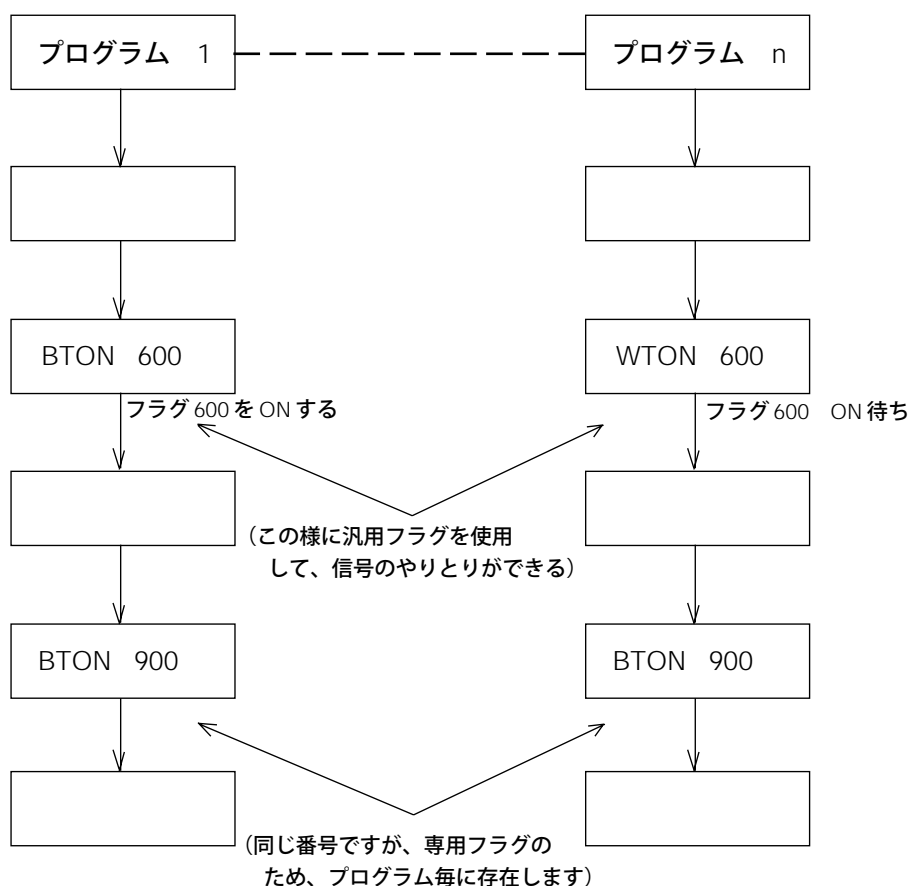 プログラム 1
プログラム n
BTON 600
WTON 600
フラグ 600 を ON する
フラグ 600 ON 待ち
(この様に汎用フラグを使用
して、信号のやりとりができる)
BTON 900
BTON 900
(同じ番号ですが、専用フラグの
ため、プログラム毎に存在します)